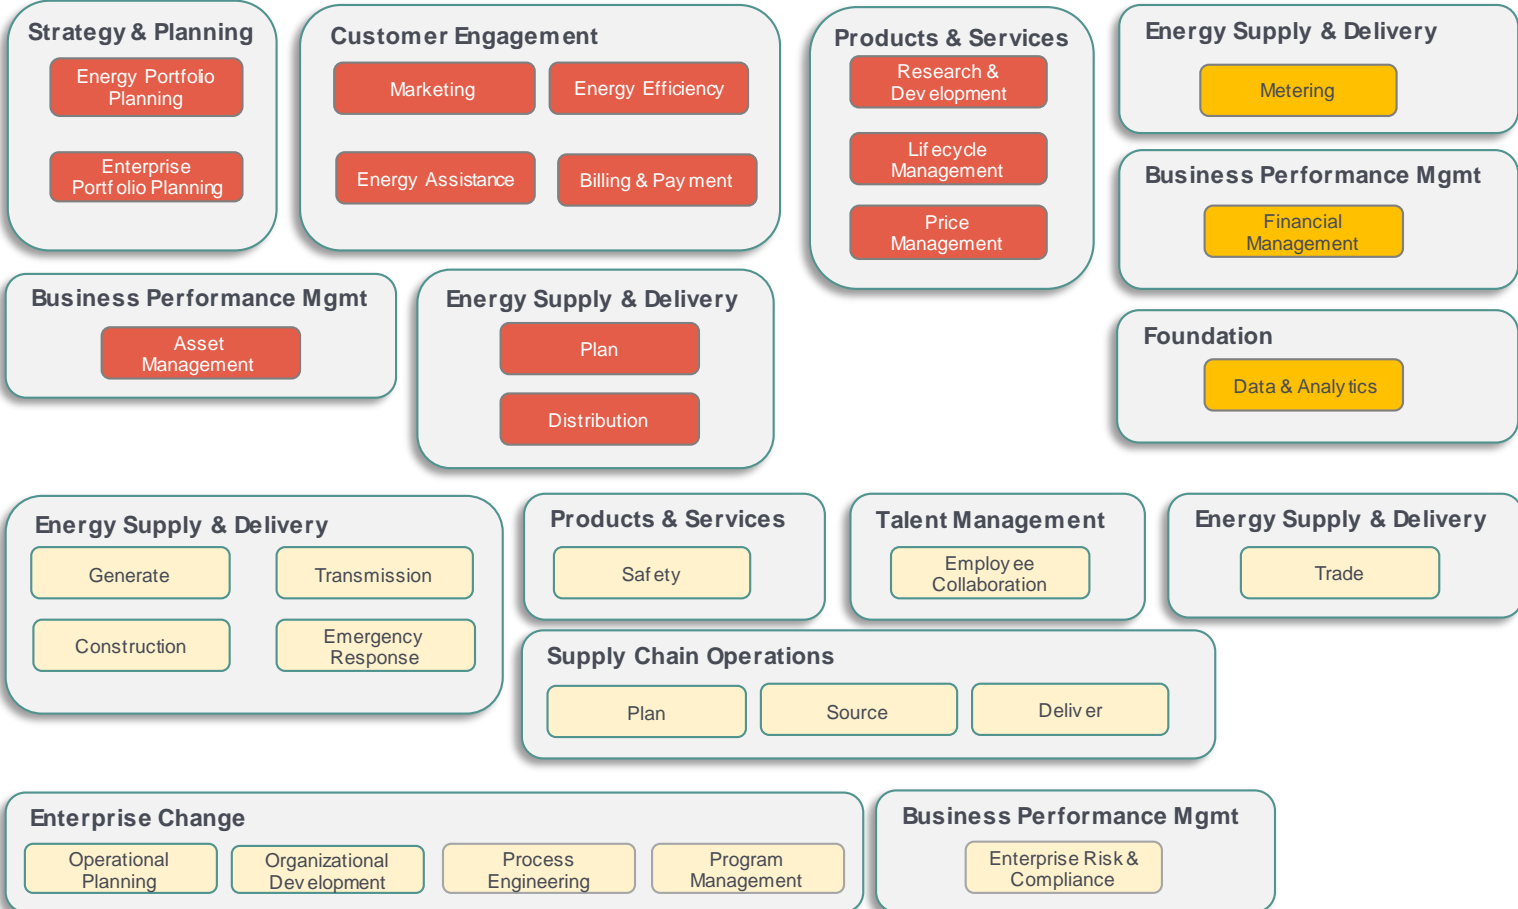 Strategy & Planning
Energy Portfolio
Planning
Enterprise
Portfolio Planning
Customer Engagement
Marketing
Energy Efficiency
Energy Assistance
Billing & Payment
Products & Services
Research &
Development
Lifecycle
Management
Price
Management
Energy Supply & Delivery
Metering
Business Performance Mgmt
Financial
Management
Foundation
Data & Analytics
Business Performance Mgmt
Asset
Management
Energy Supply & Delivery
Plan
Distribution
Energy Supply & Delivery
Generate
Transmission
Construction
Emergency
Response
Products & Services
Safety
Talent Management
Employee
Collaboration
Energy Supply & Delivery
Trade
Supply Chain Operations
Plan
Source
Deliver
Enterprise Change
Operational
Planning
Organizational
Development
Process
Engineering
Program
Management
Business Performance Mgmt
Enterprise Risk &
Compliance